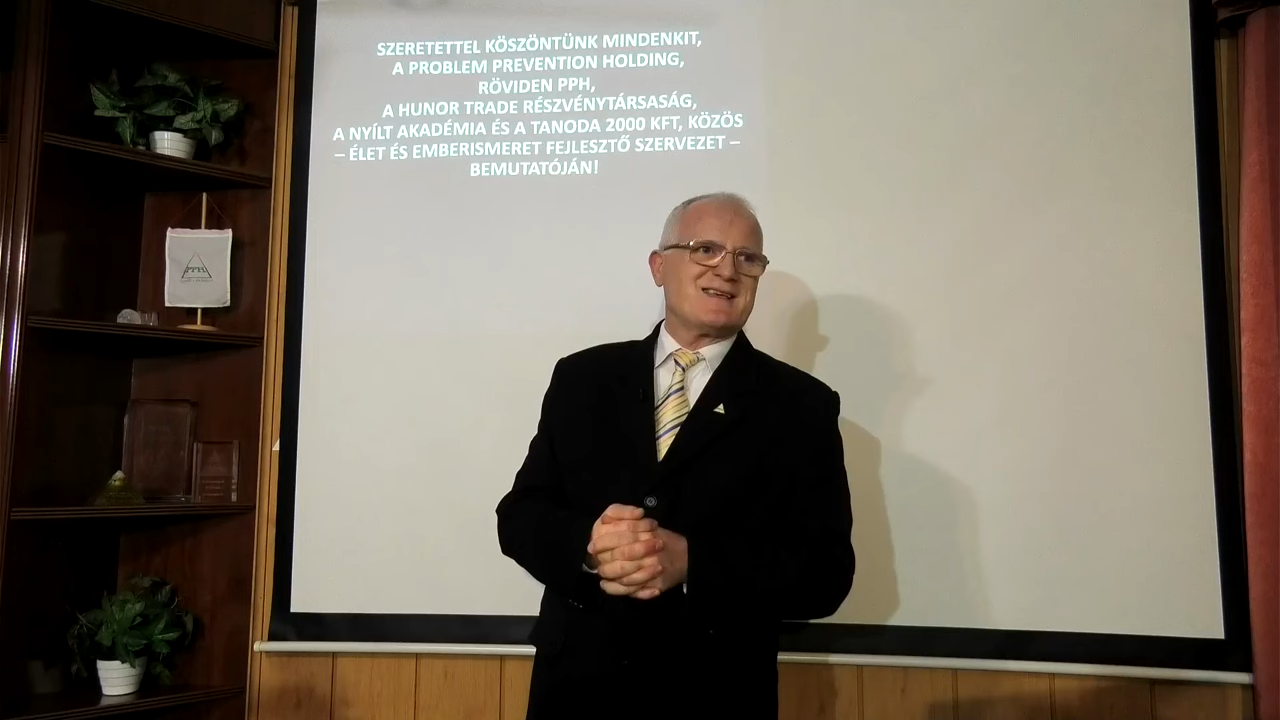 SZERETETTEL KÖSZÖNTÜNK MINDENKIT,
A PROBLEM PREVENTION HOLDING,
RÖVIDEN PPH,
A HUNOR TRADE RÉSZVÉNYTÁRSASÁG,
A NYÍLT AKADÉMIA ÉS A TANODA 2000 KFT, KÖZÖS
– ÉLET ÉS EMBERISMERET FEJLESZTŐ SZERVEZET –
BEMUTATÓJÁN!
PPH